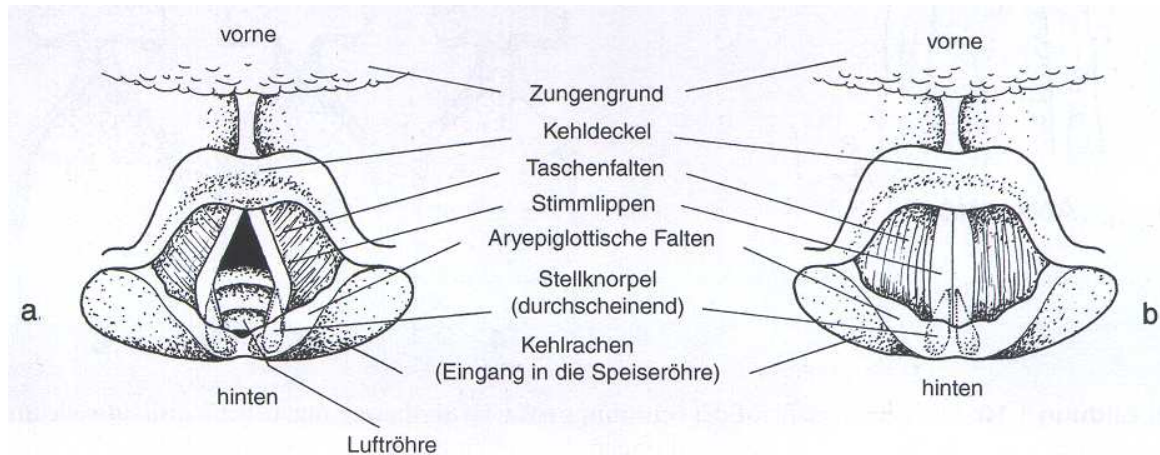 vorne
vorne
Zungengrund
Kehldeckel
Taschenfalten
Stimmlippen
Aryepiglottische Falten
Stellknorpel
(durchscheinend)
Kehlrachen
(Eingang in die Speiseröhre)
a.
b
hinten
hinten
Luftröhre